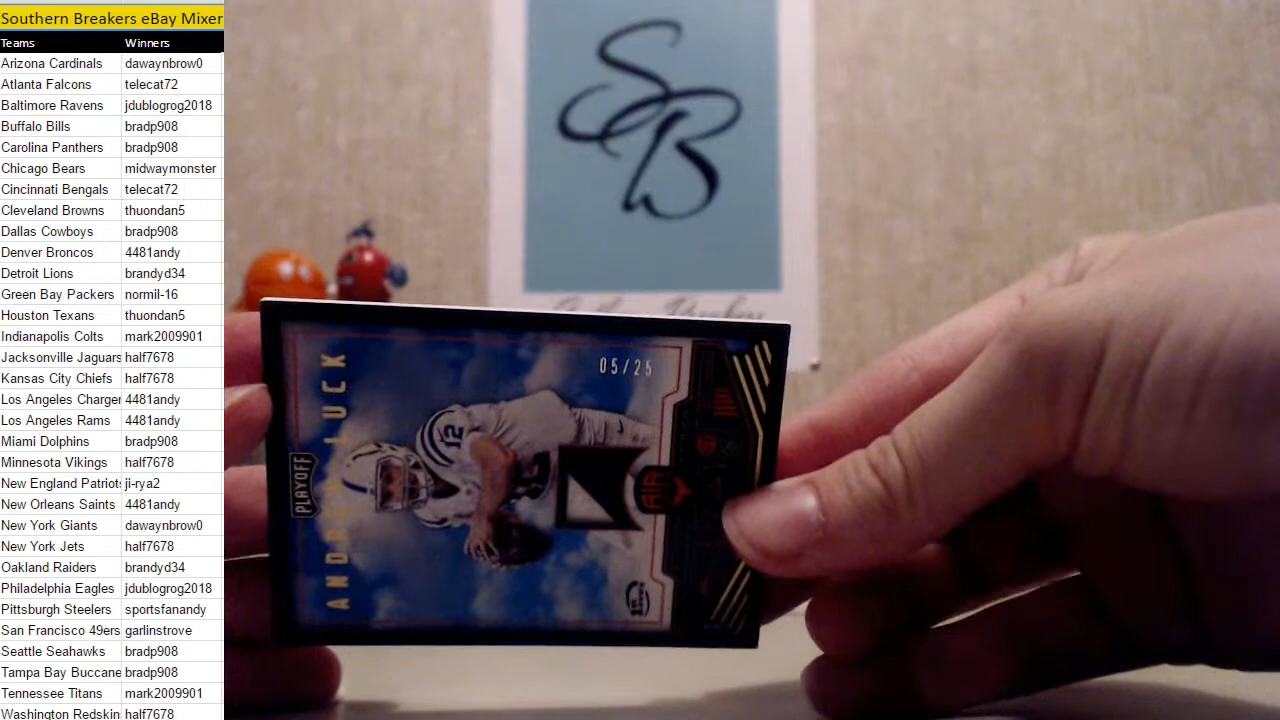 Southern Breakers eBay Mixer
Teams Winners
Arizona Cardinals dawaynbrow0
Atlanta Falcons telecat72
Baltimore Ravens jdublogrog2018
Buffalo Bills bradp908
Carolina Panthers bradp908
Chicago Bears midwaymonster
Cincinnati Bengals telecat72
Cleveland Browns thuondan5
Dallas Cowboys bradp908
Denver Broncos 4481andy
Detroit Lions brandyd34
Green Bay Packers normil-16
Houston Texans thuondan5
Indianapolis Colts mark2009901
Jacksonville Jaguars half7678
Kansas City Chiefs half7678
Los Angeles Charger 4481andy
Los Angeles Rams 4481andy
Miami Dolphins bradp908
Minnesota Vikings half7678
New England Patriots ji-rya2
New Orleans Saints 4481andy
New York Giants dawaynbrow0
New York Jets half7678
Oakland Raiders brandyd34
Philadelphia Eagles jdublogrog2018
Pittsburgh Steelers sportsfanandy
San Francisco 49ers garlinstrove
Seattle Seahawks bradp908
Tampa Bay Buccane bradp908
Tennessee Titans mark2009901
Washington Redskin half7678
SB
05/25
ANDREW LUCK
PLAYOFF
12
AIR